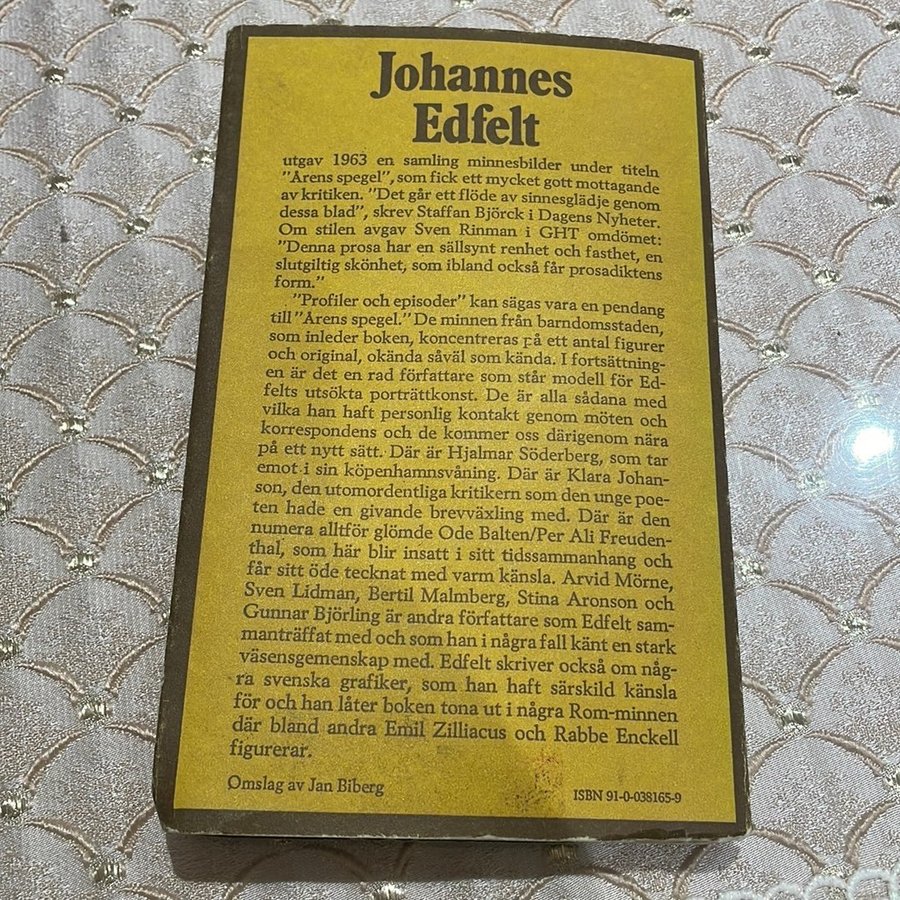 Johannes
Edfelt
utgav 1963 en samling minnesbilder under titeln
"Årens spegel", som fick ett mycket gott mottagande
av kritiken. "Det går ett flöde av sinnesglädje genom
dessa blad", skrev Staffan Björck i Dagens Nyheter.
Om stilen avgav Sven Rinman i GHT omdömet:
"Denna prosa har en sällsynt renhet och fasthet, en
slutgiltig skönhet, som ibland också får prosadiktens
form."
"Profiler och episoder" kan sägas vara en pendang
till "Årens spegel." De minnen från barndomsstaden,
som inleder boken, koncentreras på ett antal figurer
och original, okända såväl som kända. I fortsättning-
en är det en rad författare som står modell för Ed-
felts utsökta porträttkonst. De är alla sådana med
vilka han haft personlig kontakt genom möten och
korrespondens och de kommer oss därigenom nära
på ett nytt sätt. Där är Hjalmar Söderberg, som tar
emot i sin köpenhamnsvåning. Där är Klara Johan-
son, den utomordentliga kritikern som den unge poe-
ten hade en givande brevväxling med. Där är den
numera alltför glömde Ode Balten/Per Ali Freuden-
thal, som här blir insatt i sitt tidssammanhang och
får sitt öde tecknat med varm känsla. Arvid Mörne,
Sven Lidman, Bertil Malmberg, Stina Aronson och
Gunnar Björling är andra författare som Edfelt sam-
manträffat med och som han i några fall känt en stark
väsensgemenskap med. Edfelt skriver också om någ-
ra svenska grafiker, som han haft särskild känsla
för och han låter boken tona ut i några Rom-minnen
där bland andra Emil Zilliacus och Rabbe Enckell
figurerar.
Omslag av Jan Biberg
ISBN 91-0-038165-9